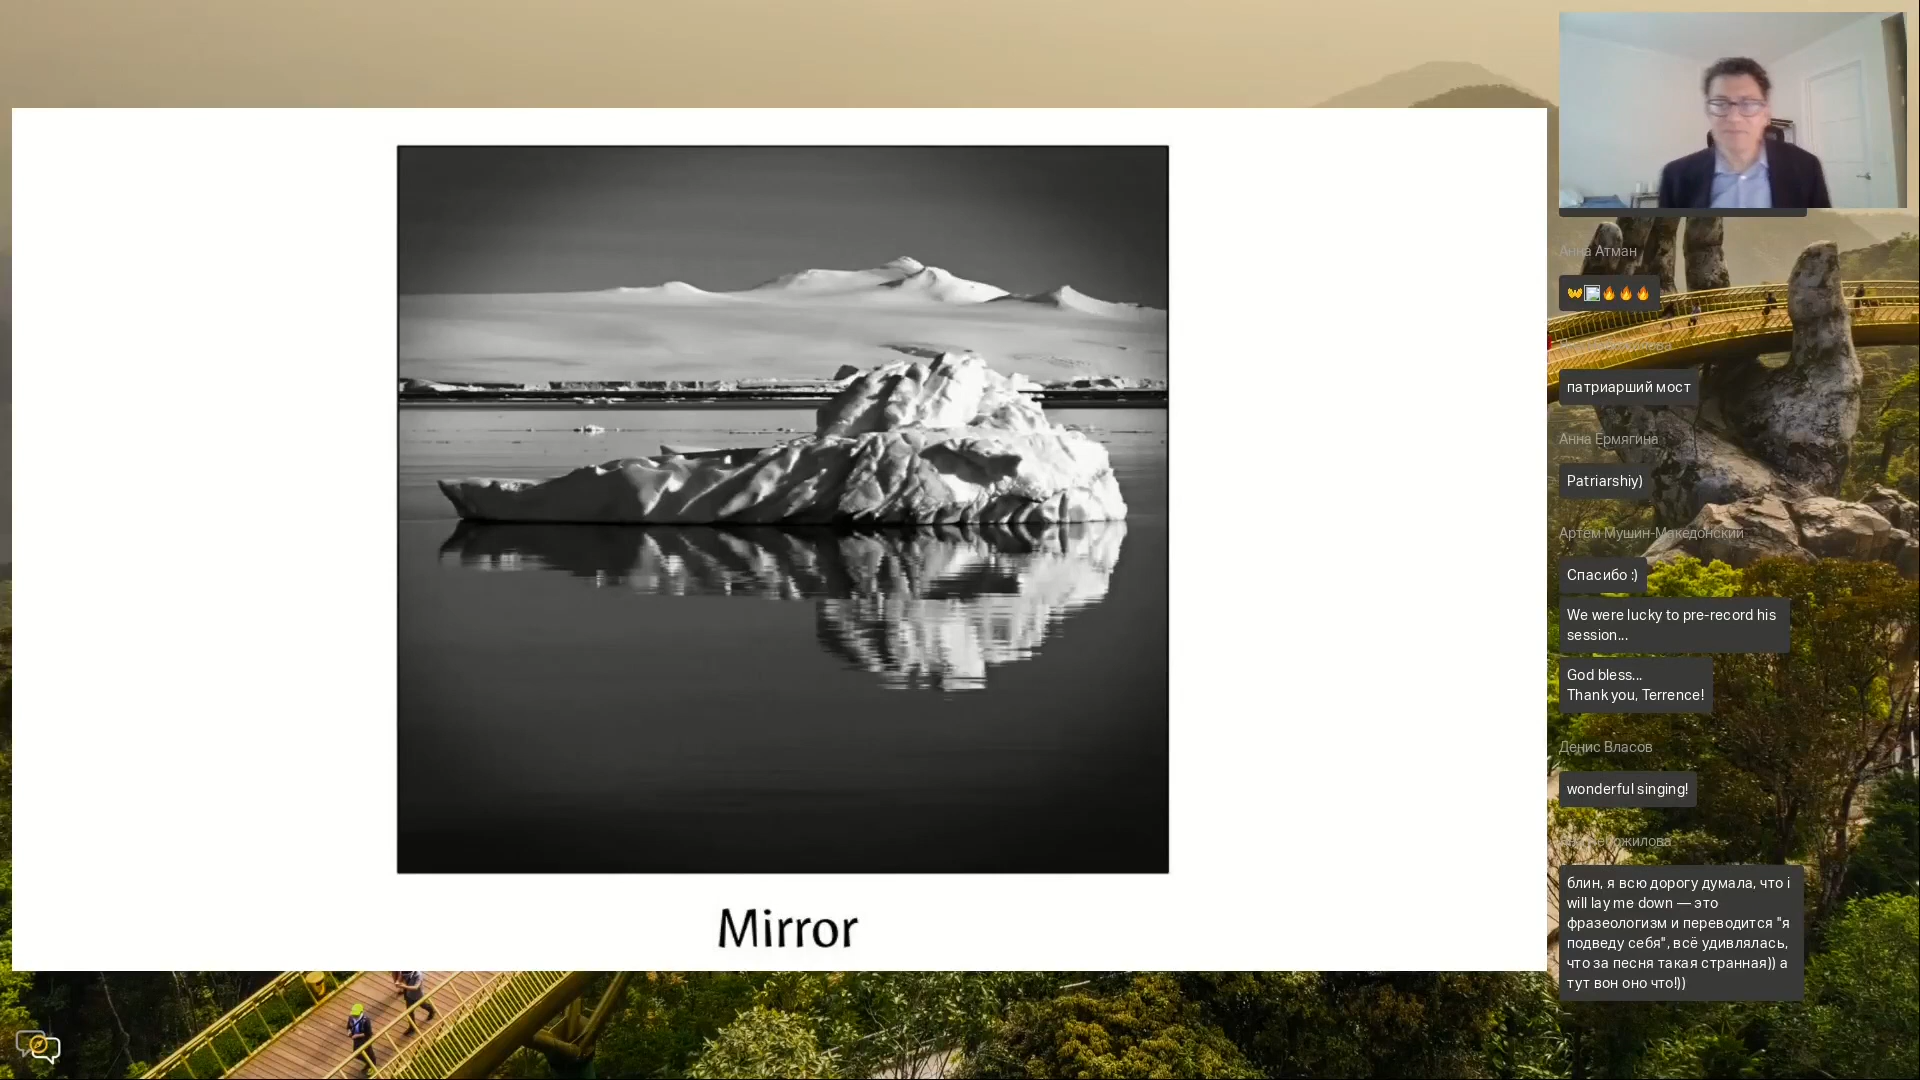 Mirror
Анна Атман
патриарший мост
Анна Ермягина
Patriarshiy)
Артём Мушин-Македонский
Спасибо :)
We were lucky to pre-record his
session...
God bless...
Thank you, Terrence!
Денис Власов
wonderful singing!
блин, я всю дорогу думала, что i
will lay me down — это
фразеологизм и переводится "я
подведу себя", всё удивлялась,
что за песня такая странная)) а
тут вон оно что!))